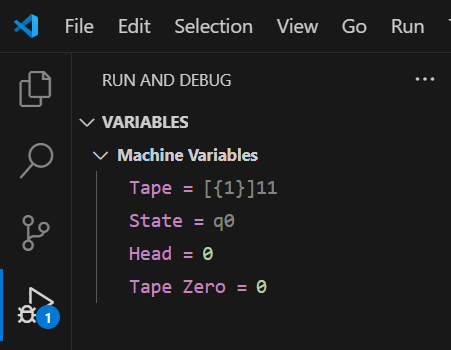 File Edit Selection View Go Run
RUN AND DEBUG
VARIABLES
Machine Variables
Tape = [{1}]11
State = q0
Head = 0
Tape Zero = 0
1